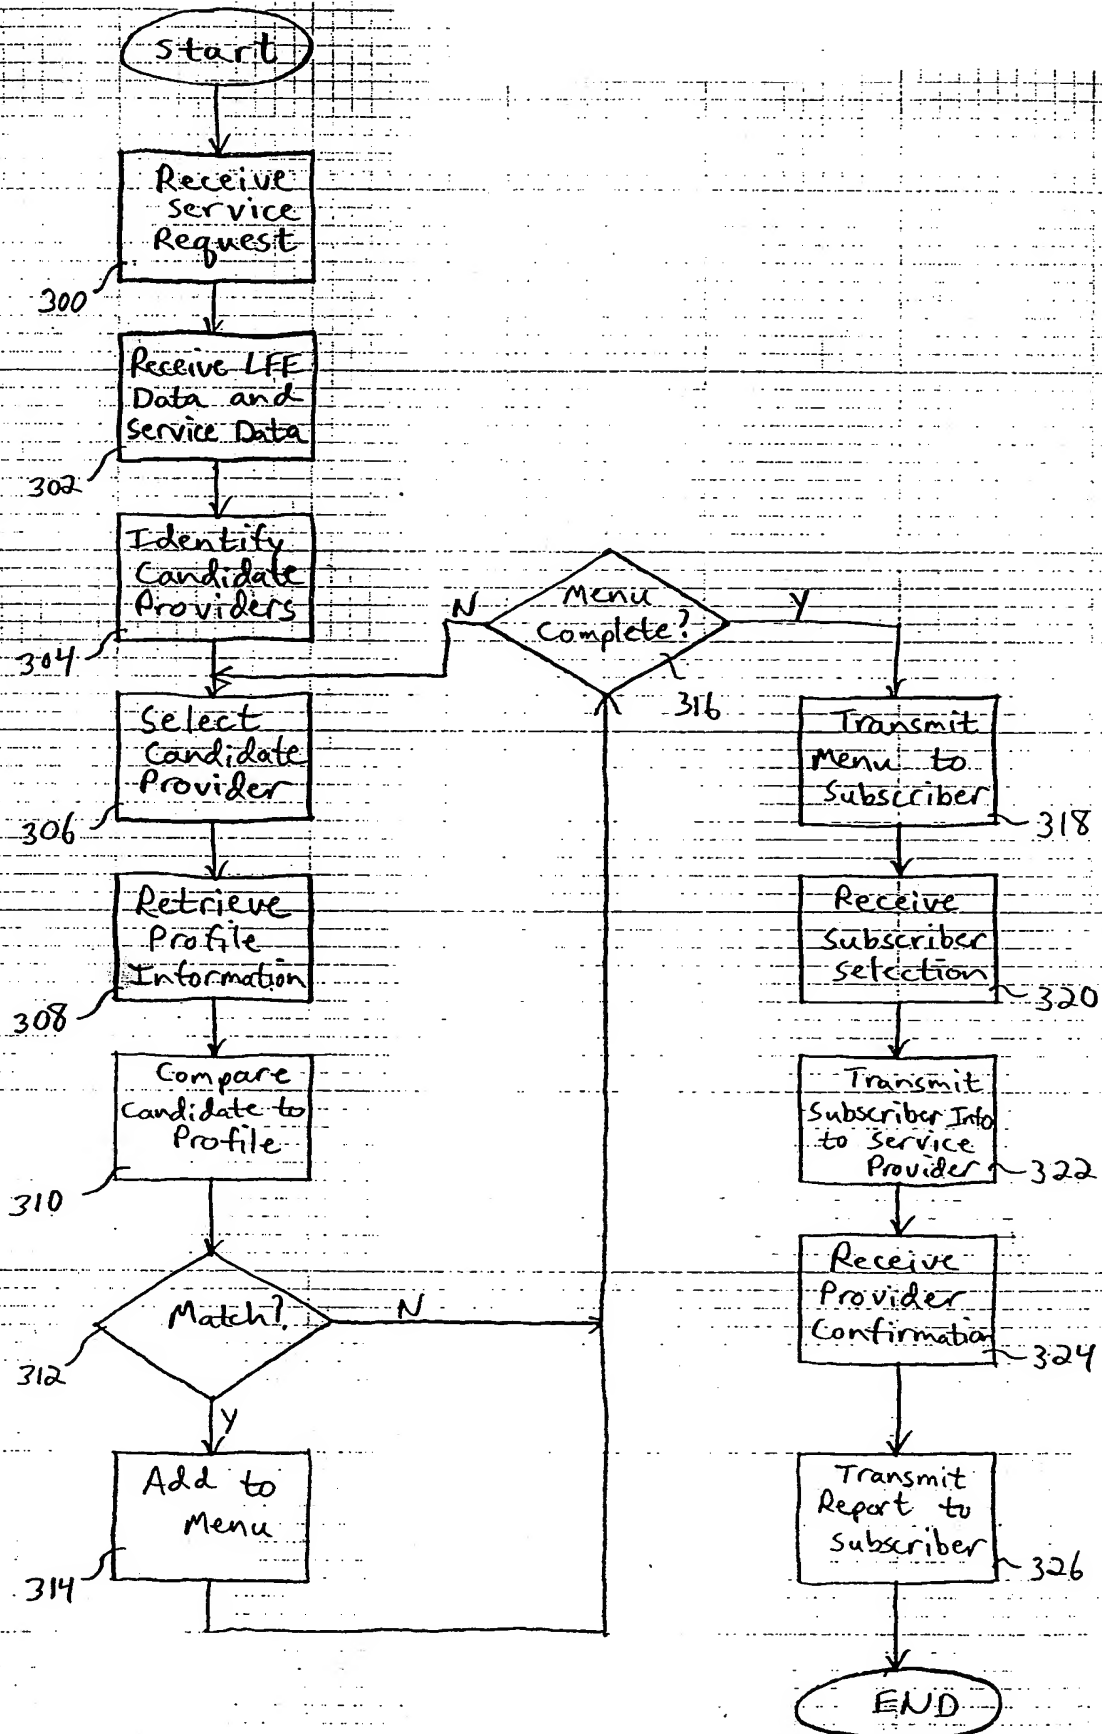 Start
Receive
Service
Request
300
Receive LFE
Data and
Service Data
302
Identify
Candidate
Providers
304
Select
Candidate
Provider
306
Retrieve
Profile
Information
308
Compare
Candidate to
Profile
310
Match?
N
312
Y
Add to
Menu
314
Menu
Complete?
N
Y
316
Transmit
Menu to
Subscriber
318
Receive
Subscriber
Selection
320
Transmit
Subscriber Info
to Service
Provider
322
Receive
Provider
Confirmation
324
Transmit
Report to
Subscriber
326
END